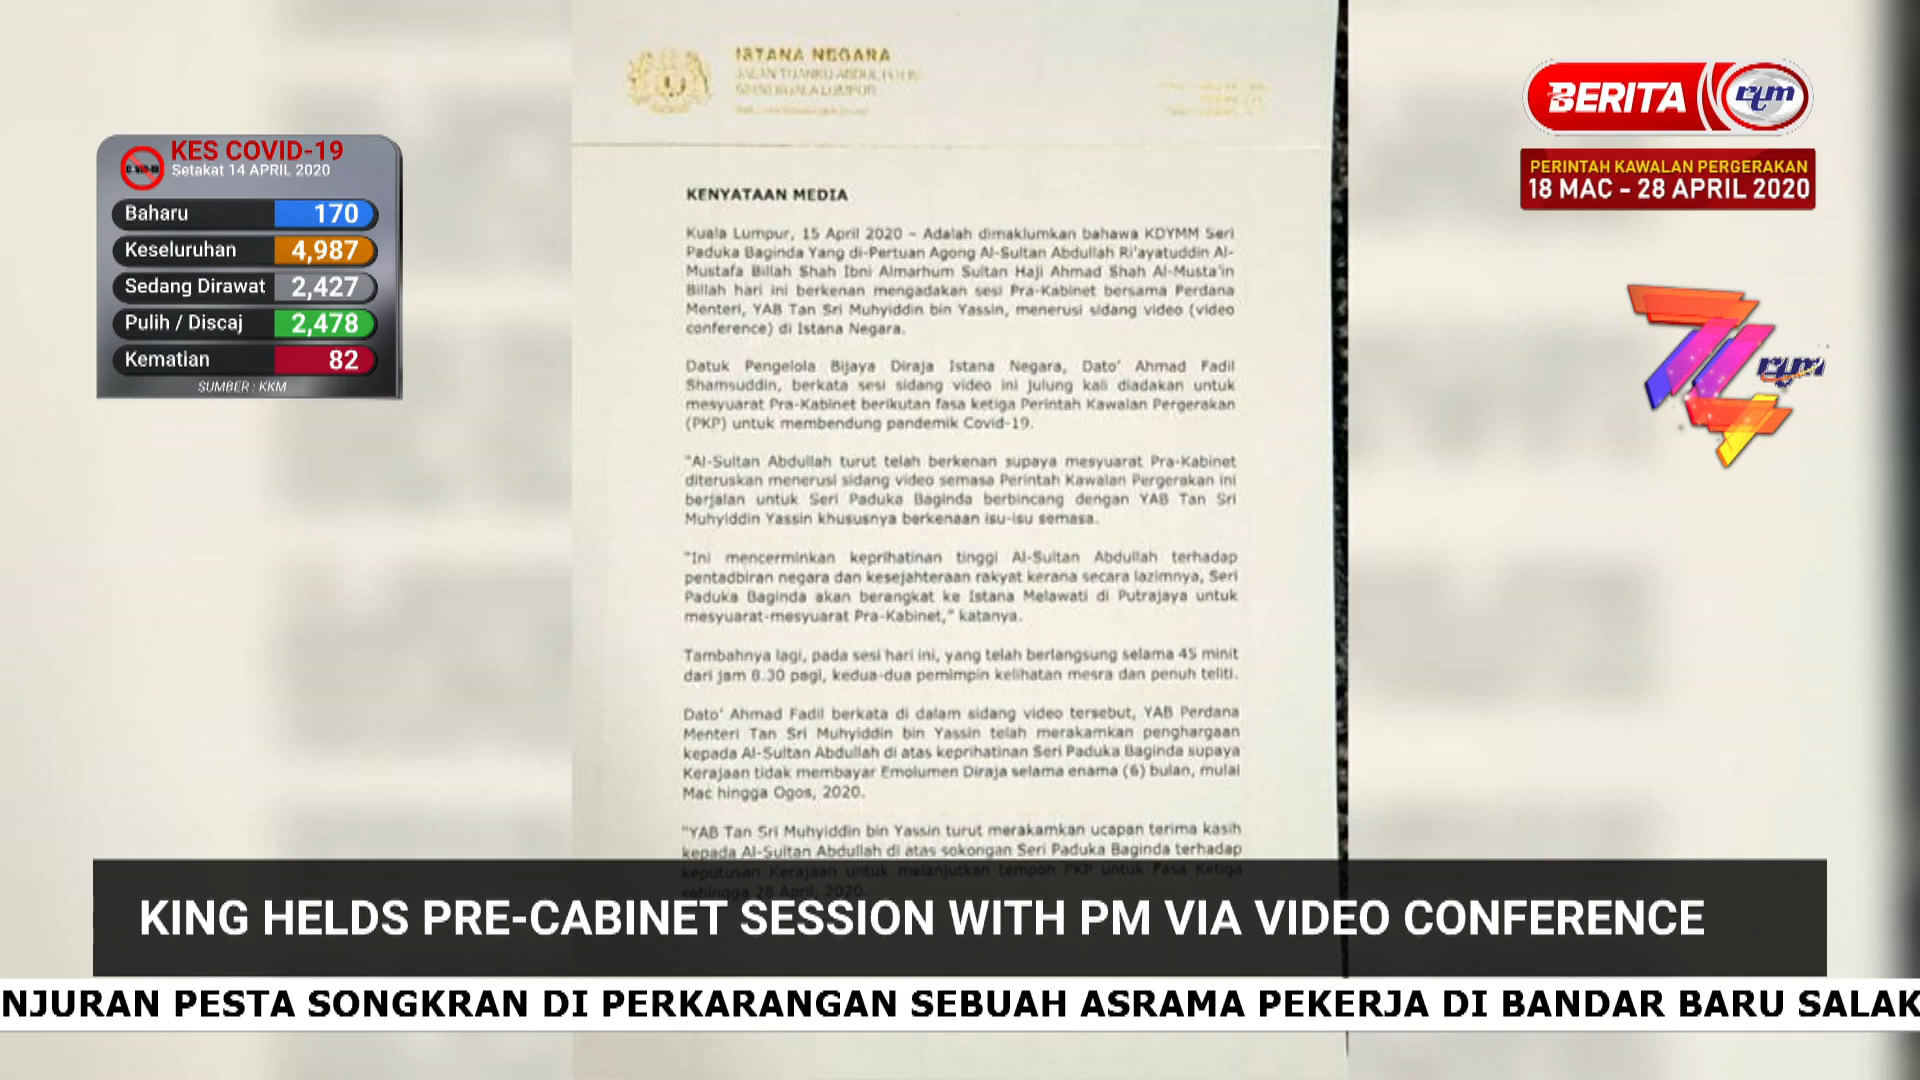 ISTANA NEGARA
KES COVID-19
Setakat 14 APRIL 2020
Baharu 170
Keseluruhan 4,987
Sedang Dirawat 2,427
Pulih / Discaj 2,478
Kematian 82
SUMBER : KKM
BERITA rtm
PERINTAH KAWALAN PERGERAKAN
18 MAC - 28 APRIL 2020
74 rtm
KENYATAAN MEDIA
Kuala Lumpur, 15 April 2020 – Adalah dimaklumkan bahawa KDYMM Seri
Paduka Baginda Yang di-Pertuan Agong Al-Sultan Abdullah Ri'ayatuddin Al-
Mustafa Billah Shah Ibni Almarhum Sultan Haji Ahmad Shah Al-Musta'in
Billah hari ini berkenan mengadakan sesi Pra-Kabinet bersama Perdana
Menteri, YAB Tan Sri Muhyiddin bin Yassin, menerusi sidang video (video
conference) di Istana Negara.
Datuk Pengelola Bijaya Diraja Istana Negara, Dato' Ahmad Fadil
Shamsuddin, berkata sesi sidang video ini julung kali diadakan untuk
mesyuarat Pra-Kabinet berikutan fasa ketiga Perintah Kawalan Pergerakan
(PKP) untuk membendung pandemik Covid-19.
"Al-Sultan Abdullah turut telah berkenan supaya mesyuarat Pra-Kabinet
diteruskan menerusi sidang video semasa Perintah Kawalan Pergerakan ini
berjalan untuk Seri Paduka Baginda berbincang dengan YAB Tan Sri
Muhyiddin Yassin khususnya berkenaan isu-isu semasa.
"Ini mencerminkan keprihatinan tinggi Al-Sultan Abdullah terhadap
pentadbiran negara dan kesejahteraan rakyat kerana secara lazimnya, Seri
Paduka Baginda akan berangkat ke Istana Melawati di Putrajaya untuk
mesyuarat-mesyuarat Pra-Kabinet," katanya.
Tambahnya lagi, pada sesi hari ini, yang telah berlangsung selama 45 minit
dari jam 8.30 pagi, kedua-dua pemimpin kelihatan mesra dan penuh teliti.
Dato' Ahmad Fadil berkata di dalam sidang video tersebut, YAB Perdana
Menteri Tan Sri Muhyiddin bin Yassin telah merakamkan penghargaan
kepada Al-Sultan Abdullah di atas keprihatinan Seri Paduka Baginda supaya
Kerajaan tidak membayar Emolumen Diraja selama enama (6) bulan, mulai
Mac hingga Ogos, 2020.
"YAB Tan Sri Muhyiddin bin Yassin turut merakamkan ucapan terima kasih
kepada Al-Sultan Abdullah di atas sokongan Seri Paduka Baginda terhadap
keputusan Kerajaan untuk melanjutkan tempoh PKP untuk Fasa Ketiga
sehingga 28 April, 2020.
KING HELDS PRE-CABINET SESSION WITH PM VIA VIDEO CONFERENCE
NJURAN PESTA SONGKRAN DI PERKARANGAN SEBUAH ASRAMA PEKERJA DI BANDAR BARU SALAK